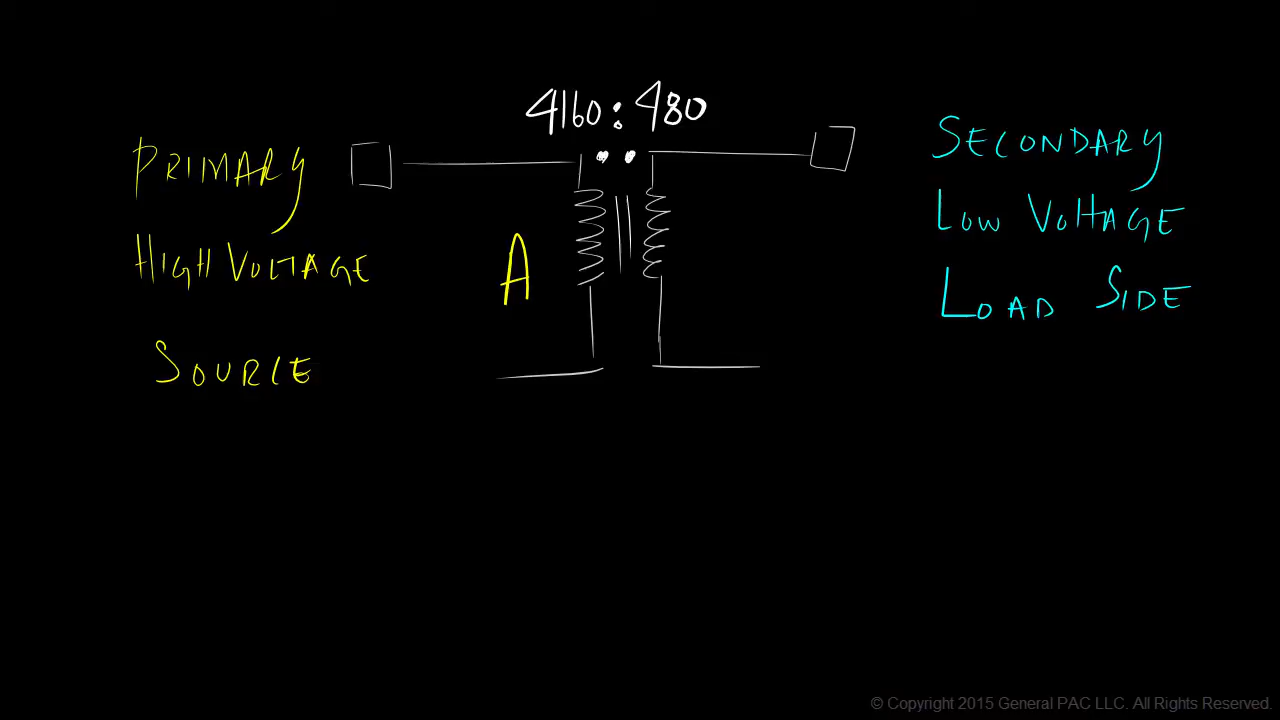 4160 : 480
PRIMARY
HIGH VOLTAGE
SOURCE
A
SECONDARY
LOW VOLTAGE
LOAD SIDE
© Copyright 2015 General PAC LLC. All Rights Reserved.